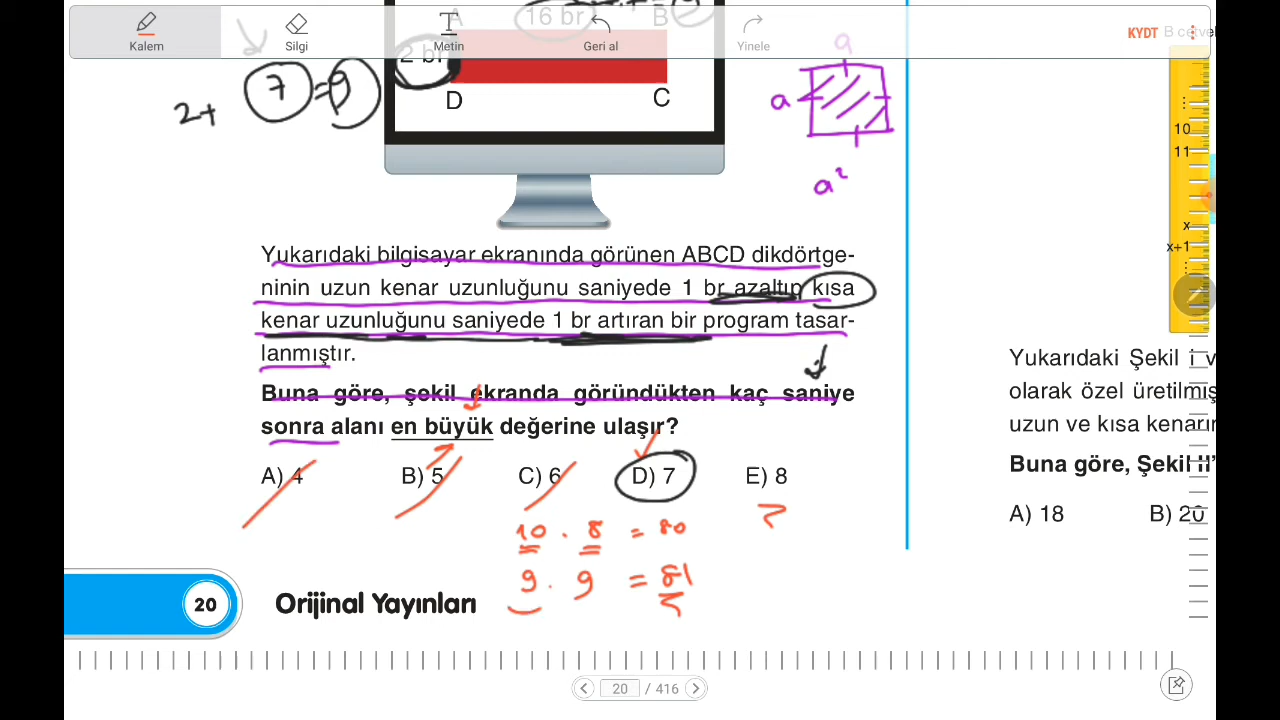 Kalem
Silgi
Metin
Geri al
Yinele
KYDT
B cetvel
A 16 br B
2 br
D C
2+ 7 = 9
a
a
a²
10
11
x
x+1
Yukarıdaki bilgisayar ekranında görünen ABCD dikdörtge-
ninin uzun kenar uzunluğunu saniyede 1 br azaltıp kısa
kenar uzunluğunu saniyede 1 br artıran bir program tasar-
lanmıştır.
Buna göre, şekil ekranda göründükten kaç saniye
sonra alanı en büyük değerine ulaşır?
A) 4 B) 5 C) 6 D) 7 E) 8
10 . 8 = 80
9 . 9 = 81
20 Orijinal Yayınları
Yukarıdaki Şekil I v
olarak özel üretilmiş
uzun ve kısa kenarır
Buna göre, Şekil II'
A) 18 B) 20
20 / 416